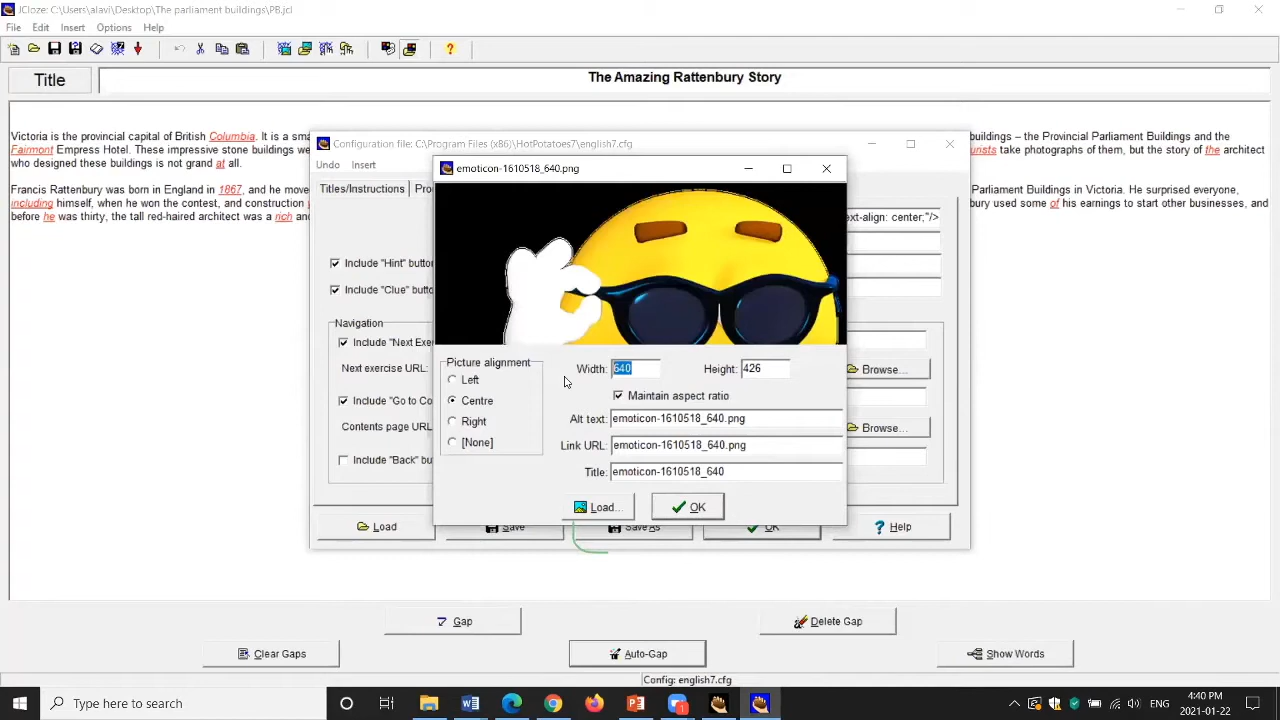 JCloze: C:\Users\alavi\Desktop\The parliament buildings\PB.jcl
File Edit Insert Options Help
Title
The Amazing Rattenbury Story
Victoria is the provincial capital of British Columbia. It is a sma
buildings – the Provincial Parliament Buildings and the
Fairmont Empress Hotel. These impressive stone buildings we
urists take photographs of them, but the story of the architect
who designed these buildings is not grand at all.
Francis Rattenbury was born in England in 1867, and he move
Parliament Buildings in Victoria. He surprised everyone,
including himself, when he won the contest, and construction
bury used some of his earnings to start other businesses, and
before he was thirty, the tall red-haired architect was a rich and
Configuration file: C:\Program Files (x86)\HotPotatoes7\english7.cfg
Undo Insert
Titles/Instructions
Pro
ext-align: center;"/>
Include "Hint" button
Include "Clue" butto
Navigation
Include "Next Exer
Next exercise URL:
Browse...
Include "Go to Co
Contents page URL
Browse...
Include "Back" bu
Load
Save
Save As
OK
Help
emoticon-1610518_640.png
Picture alignment
Left
Centre
Right
[None]
Width: 640
Height: 426
Maintain aspect ratio
Alt text: emoticon-1610518_640.png
Link URL: emoticon-1610518_640.png
Title: emoticon-1610518_640
Load...
OK
Gap
Delete Gap
Clear Gaps
Auto-Gap
Show Words
Config: english7.cfg
Type here to search
ENG
4:40 PM
2021-01-22